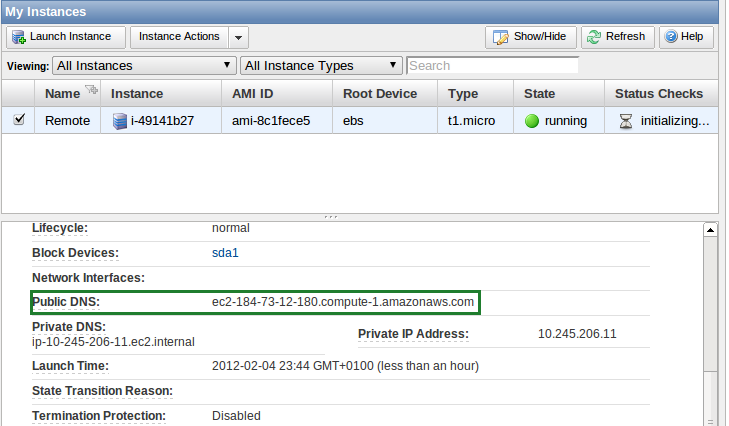 My Instances
Launch Instance Instance Actions Show/Hide Refresh Help
Viewing: All Instances All Instance Types Search
Name Instance AMI ID Root Device Type State Status Checks
Remote i-49141b27 ami-8c1fece5 ebs t1.micro running initializing...
Lifecycle: normal
Block Devices: sda1
Network Interfaces:
Public DNS: ec2-184-73-12-180.compute-1.amazonaws.com
Private DNS:
ip-10-245-206-11.ec2.internal
Private IP Address: 10.245.206.11
Launch Time: 2012-02-04 23:44 GMT+0100 (less than an hour)
State Transition Reason:
Termination Protection: Disabled